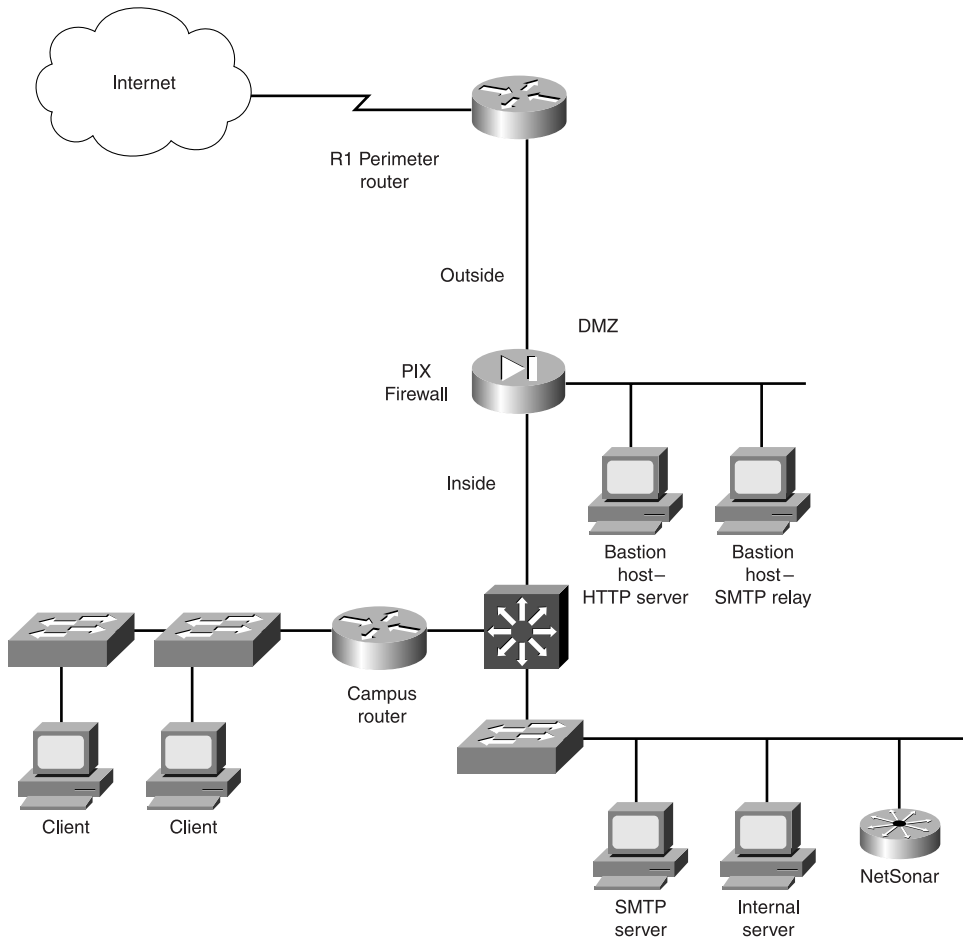 Internet
R1 Perimeter
router
Outside
DMZ
PIX
Firewall
Inside
Bastion
host–
HTTP server
Bastion
host–
SMTP relay
Campus
router
Client
Client
SMTP
server
Internal
server
NetSonar